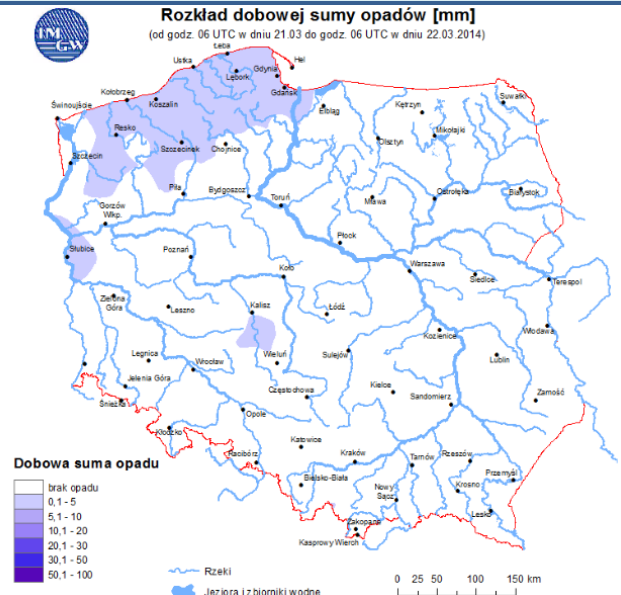 Rozkład dobowej sumy opadów [mm]
(od godz. 06 UTC w dniu 21.03 do godz. 06 UTC w dniu 22.03.2014)
IM
G-W
Łeba
Ustka
Hel
Gdynia
Lębork
Gdańsk
Kołobrzeg
Koszalin
Świnoujście
Elbląg
Kętrzyn
Suwałki
Resko
Mikołajki
Olsztyn
Szczecinek
Chojnice
Szczecin
Piła
Bydgoszcz
Toruń
Mława
Ostrołęka
Białystok
Gorzów
Wlkp.
Płock
Słubice
Poznań
Koło
Warszawa
Siedlce
Terespol
Zielona
Góra
Leszno
Kalisz
Łódź
Kozienice
Włodawa
Legnica
Wrocław
Wieluń
Sulejów
Lublin
Jelenia Góra
Częstochowa
Kielce
Sandomierz
Zamość
Śnieżka
Opole
Kłodzko
Katowice
Racibórz
Kraków
Tarnów
Rzeszów
Przemyśl
Bielsko-Biała
Nowy
Sącz
Krosno
Lesko
Zakopane
Kasprowy Wierch
Dobowa suma opadu
brak opadu
0,1 - 5
5,1 - 10
10,1 - 20
20,1 - 30
30,1 - 50
50,1 - 100
Rzeki
Jeziora i zbiorniki wodne
0 25 50 100 150 km